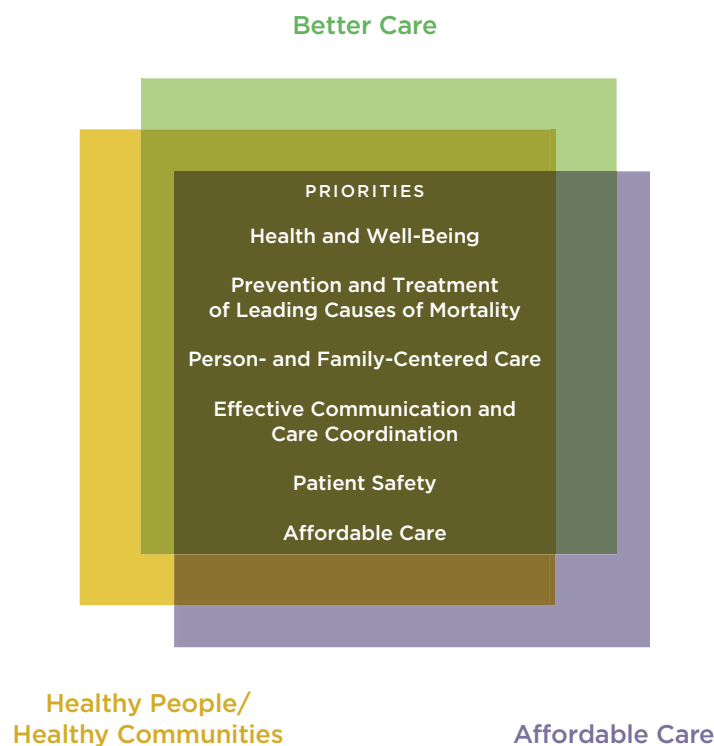 Better Care
PRIORITIES
Health and Well-Being
Prevention and Treatment
of Leading Causes of Mortality
Person- and Family-Centered Care
Effective Communication and
Care Coordination
Patient Safety
Affordable Care
Healthy People/
Healthy Communities
Affordable Care